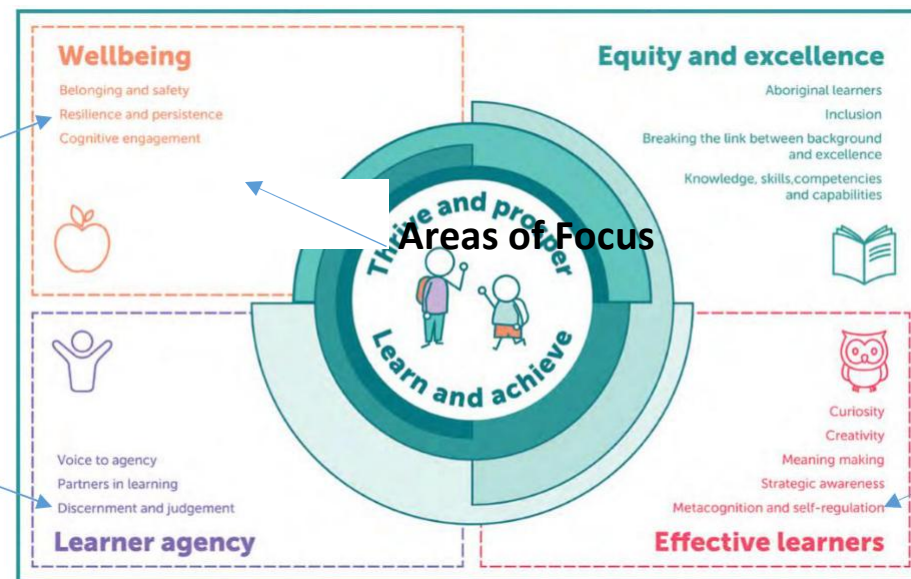 Wellbeing
Belonging and safety
Resilience and persistence
Cognitive engagement
Equity and excellence
Aboriginal learners
Inclusion
Breaking the link between background
and excellence
Knowledge, skills,competencies
and capabilities
Thrive and prosper
Areas of Focus
Learn and achieve
Voice to agency
Partners in learning
Discernment and judgement
Learner agency
Curiosity
Creativity
Meaning making
Strategic awareness
Metacognition and self-regulation
Effective learners